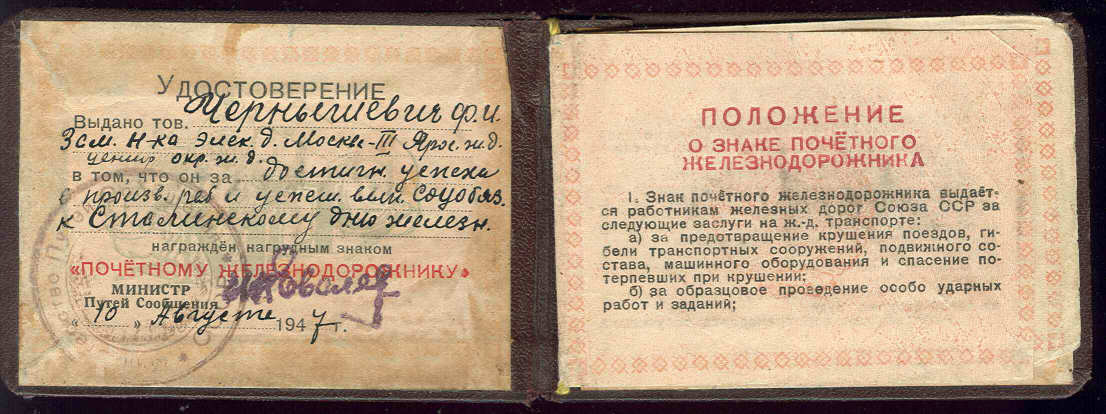 УДОСТОВЕРЕНИЕ
Выдано тов. Чернышевич Ф.И.
Зам. Н-ка элек. д. Москва-III Яросл. ж.д.
окр. ж.д.
в том, что он за достигн. успехи
в произв. раб и успеш. вып. соцобяз.
к Сталинскому дню железн.
награждён нагрудным знаком
«ПОЧЁТНОМУ ЖЕЛЕЗНОДОРОЖНИКУ»
МИНИСТР
Путей Сообщения
„10" Августа 1947 г.
ПОЛОЖЕНИЕ
О ЗНАКЕ ПОЧЁТНОГО
ЖЕЛЕЗНОДОРОЖНИКА
1. Знак почётного железнодорожника выдаёт-
ся работникам железных дорог Союза ССР за
следующие заслуги на ж.-д. транспорте:
а) за предотвращение крушения поездов, ги-
бели транспортных сооружений, подвижного со-
става, машинного оборудования и спасение по-
терпевших при крушении;
б) за образцовое проведение особо ударных
работ и заданий;